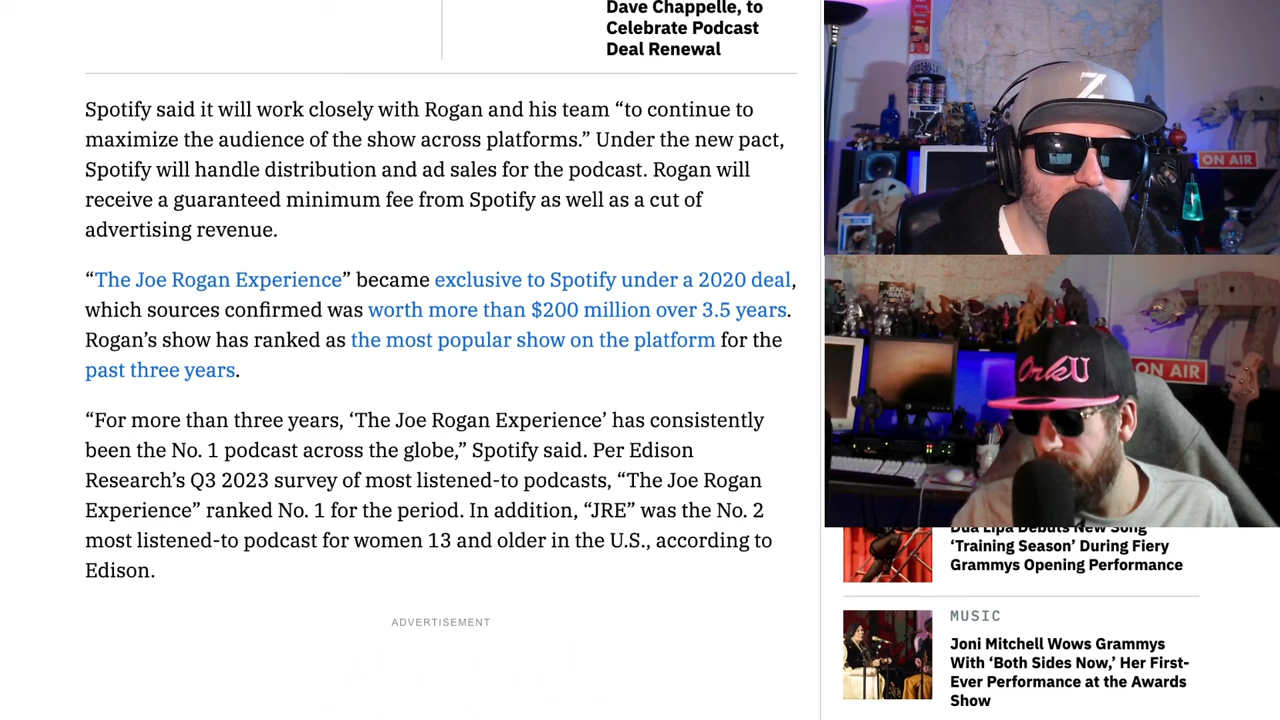 Dave Chappelle, to
Celebrate Podcast
Deal Renewal
Spotify said it will work closely with Rogan and his team “to continue to
maximize the audience of the show across platforms.” Under the new pact,
Spotify will handle distribution and ad sales for the podcast. Rogan will
receive a guaranteed minimum fee from Spotify as well as a cut of
advertising revenue.
“The Joe Rogan Experience” became exclusive to Spotify under a 2020 deal,
which sources confirmed was worth more than $200 million over 3.5 years.
Rogan’s show has ranked as the most popular show on the platform for the
past three years.
“For more than three years, ‘The Joe Rogan Experience’ has consistently
been the No. 1 podcast across the globe,” Spotify said. Per Edison
Research’s Q3 2023 survey of most listened-to podcasts, “The Joe Rogan
Experience” ranked No. 1 for the period. In addition, “JRE” was the No. 2
most listened-to podcast for women 13 and older in the U.S., according to
Edison.
ADVERTISEMENT
Z
ON AIR
OrkU
ON AIR
Dua Lipa Debuts New Song
‘Training Season’ During Fiery
Grammys Opening Performance
MUSIC
Joni Mitchell Wows Grammys
With ‘Both Sides Now,’ Her First-
Ever Performance at the Awards
Show